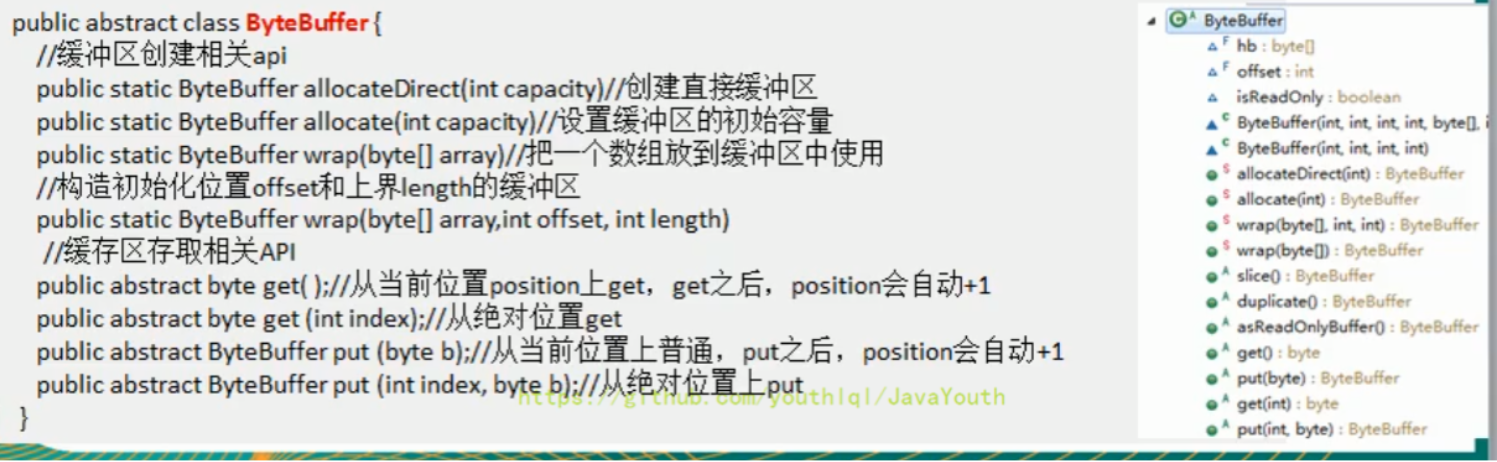 public abstract class ByteBuffer {
//缓冲区创建相关api
public static ByteBuffer allocateDirect(int capacity)//创建直接缓冲区
public static ByteBuffer allocate(int capacity)//设置缓冲区的初始容量
public static ByteBuffer wrap(byte[] array)//把一个数组放到缓冲区中使用
//构造初始化位置offset和上界length的缓冲区
public static ByteBuffer wrap(byte[] array,int offset, int length)
//缓存区存取相关API
public abstract byte get( );//从当前位置position上get，get之后，position会自动+1
public abstract byte get (int index);//从绝对位置get
public abstract ByteBuffer put (byte b);//从当前位置上普通，put之后，position会自动+1
public abstract ByteBuffer put (int index, byte b);//从绝对位置上put
https://github.com/youthlql/JavaYouth
}
ByteBuffer
hb : byte[]
offset : int
isReadOnly : boolean
ByteBuffer(int, int, int, int, byte[], i
ByteBuffer(int, int, int, int)
allocateDirect(int) : ByteBuffer
allocate(int) : ByteBuffer
wrap(byte[], int, int) : ByteBuffer
wrap(byte[]) : ByteBuffer
slice() : ByteBuffer
duplicate() : ByteBuffer
asReadOnlyBuffer() : ByteBuffer
get() : byte
put(byte) : ByteBuffer
get(int) : byte
put(int, byte) : ByteBuffer